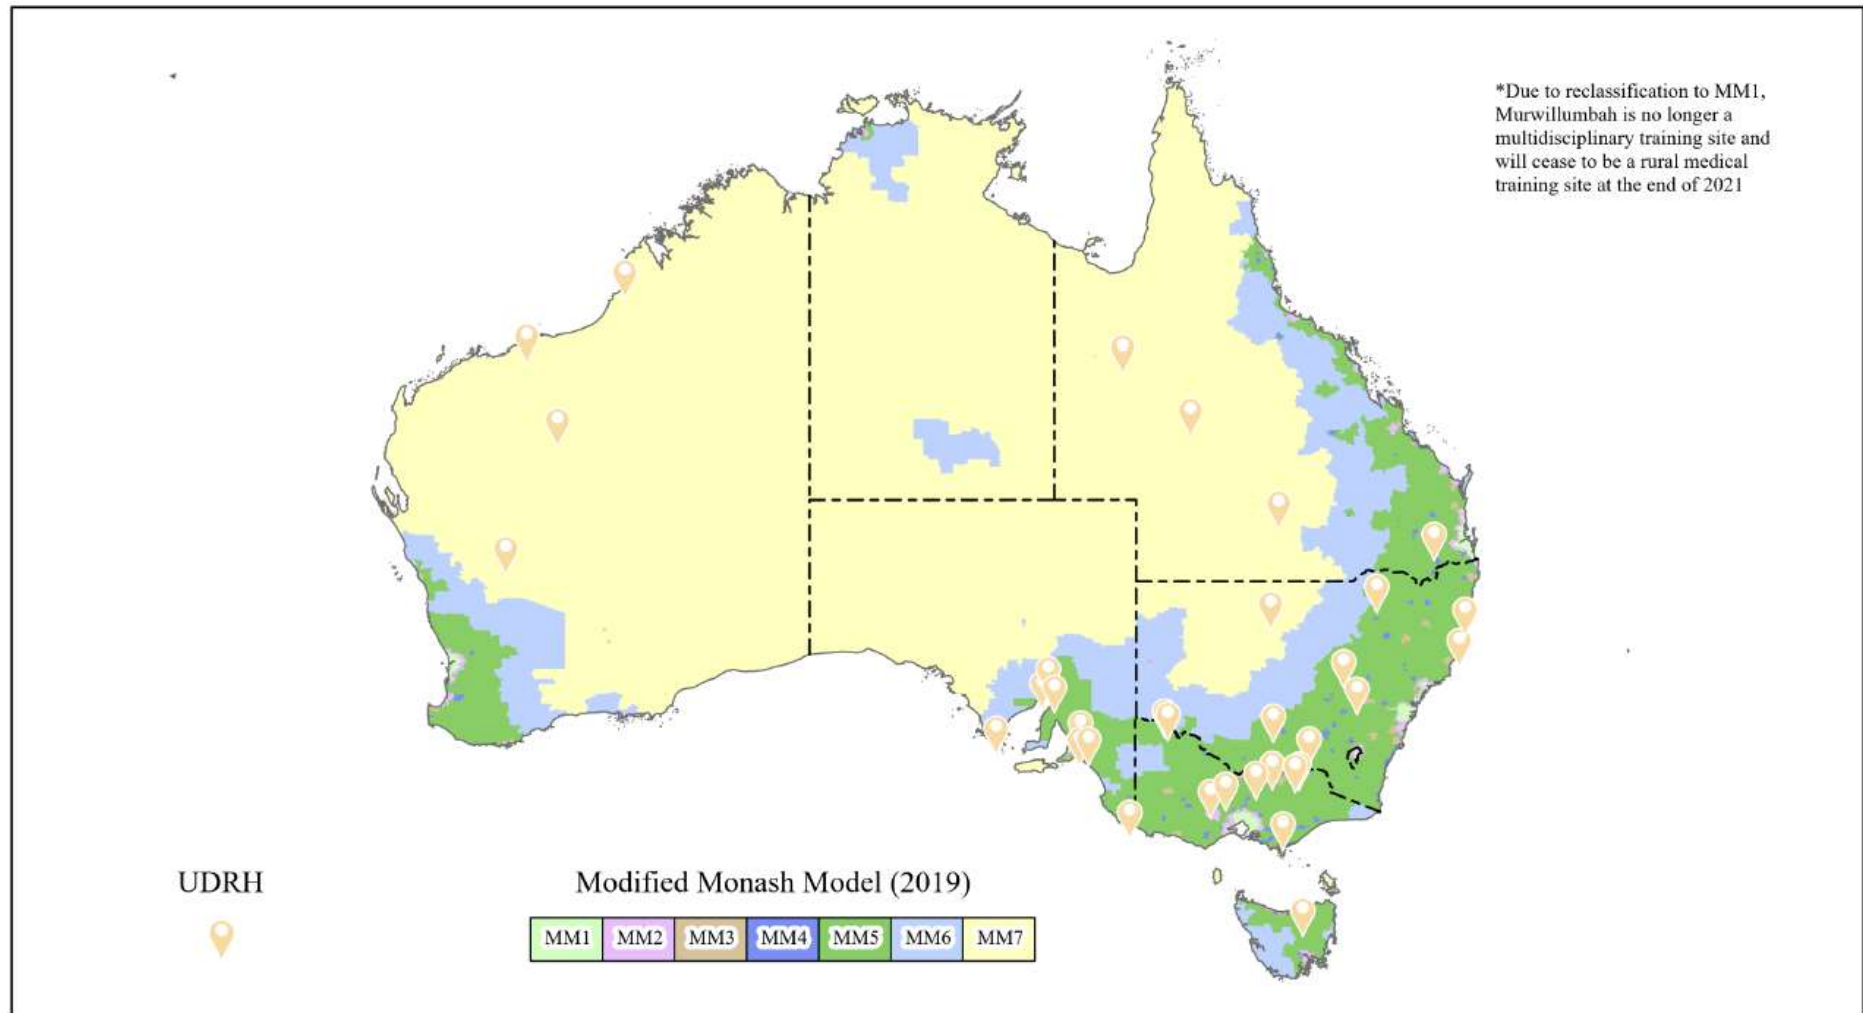 *Due to reclassification to MM1,
Murwillumbah is no longer a
multidisciplinary training site and
will cease to be a rural medical
training site at the end of 2021
UDRH
Modified Monash Model (2019)
MM1 MM2 MM3 MM4 MM5 MM6 MM7